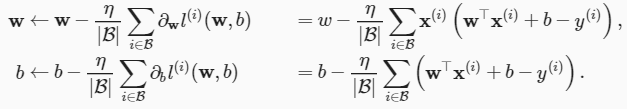 𝐰 ← 𝐰 − η/|ℬ| ∑_{i∈ℬ} ∂_𝐰 l^{(i)}(𝐰, b) = w − η/|ℬ| ∑_{i∈ℬ} 𝐱^{(i)} (𝐰^⊤ 𝐱^{(i)} + b − y^{(i)}),
b ← b − η/|ℬ| ∑_{i∈ℬ} ∂_b l^{(i)}(𝐰, b) = b − η/|ℬ| ∑_{i∈ℬ} (𝐰^⊤ 𝐱^{(i)} + b − y^{(i)}).